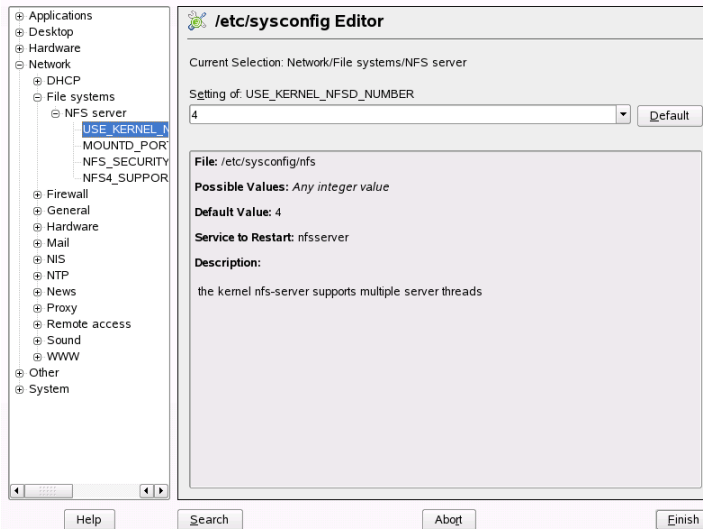 Applications
Desktop
Hardware
Network
DHCP
File systems
NFS server
USE_KERNEL_N
MOUNTD_POR
NFS_SECURITY
NFS4_SUPPOR
Firewall
General
Hardware
Mail
NIS
NTP
News
Proxy
Remote access
Sound
WWW
Other
System
/etc/sysconfig Editor
Current Selection: Network/File systems/NFS server
Setting of: USE_KERNEL_NFSD_NUMBER
4
Default
File: /etc/sysconfig/nfs
Possible Values: Any integer value
Default Value: 4
Service to Restart: nfsserver
Description:
the kernel nfs-server supports multiple server threads
Help
Search
Abort
Finish